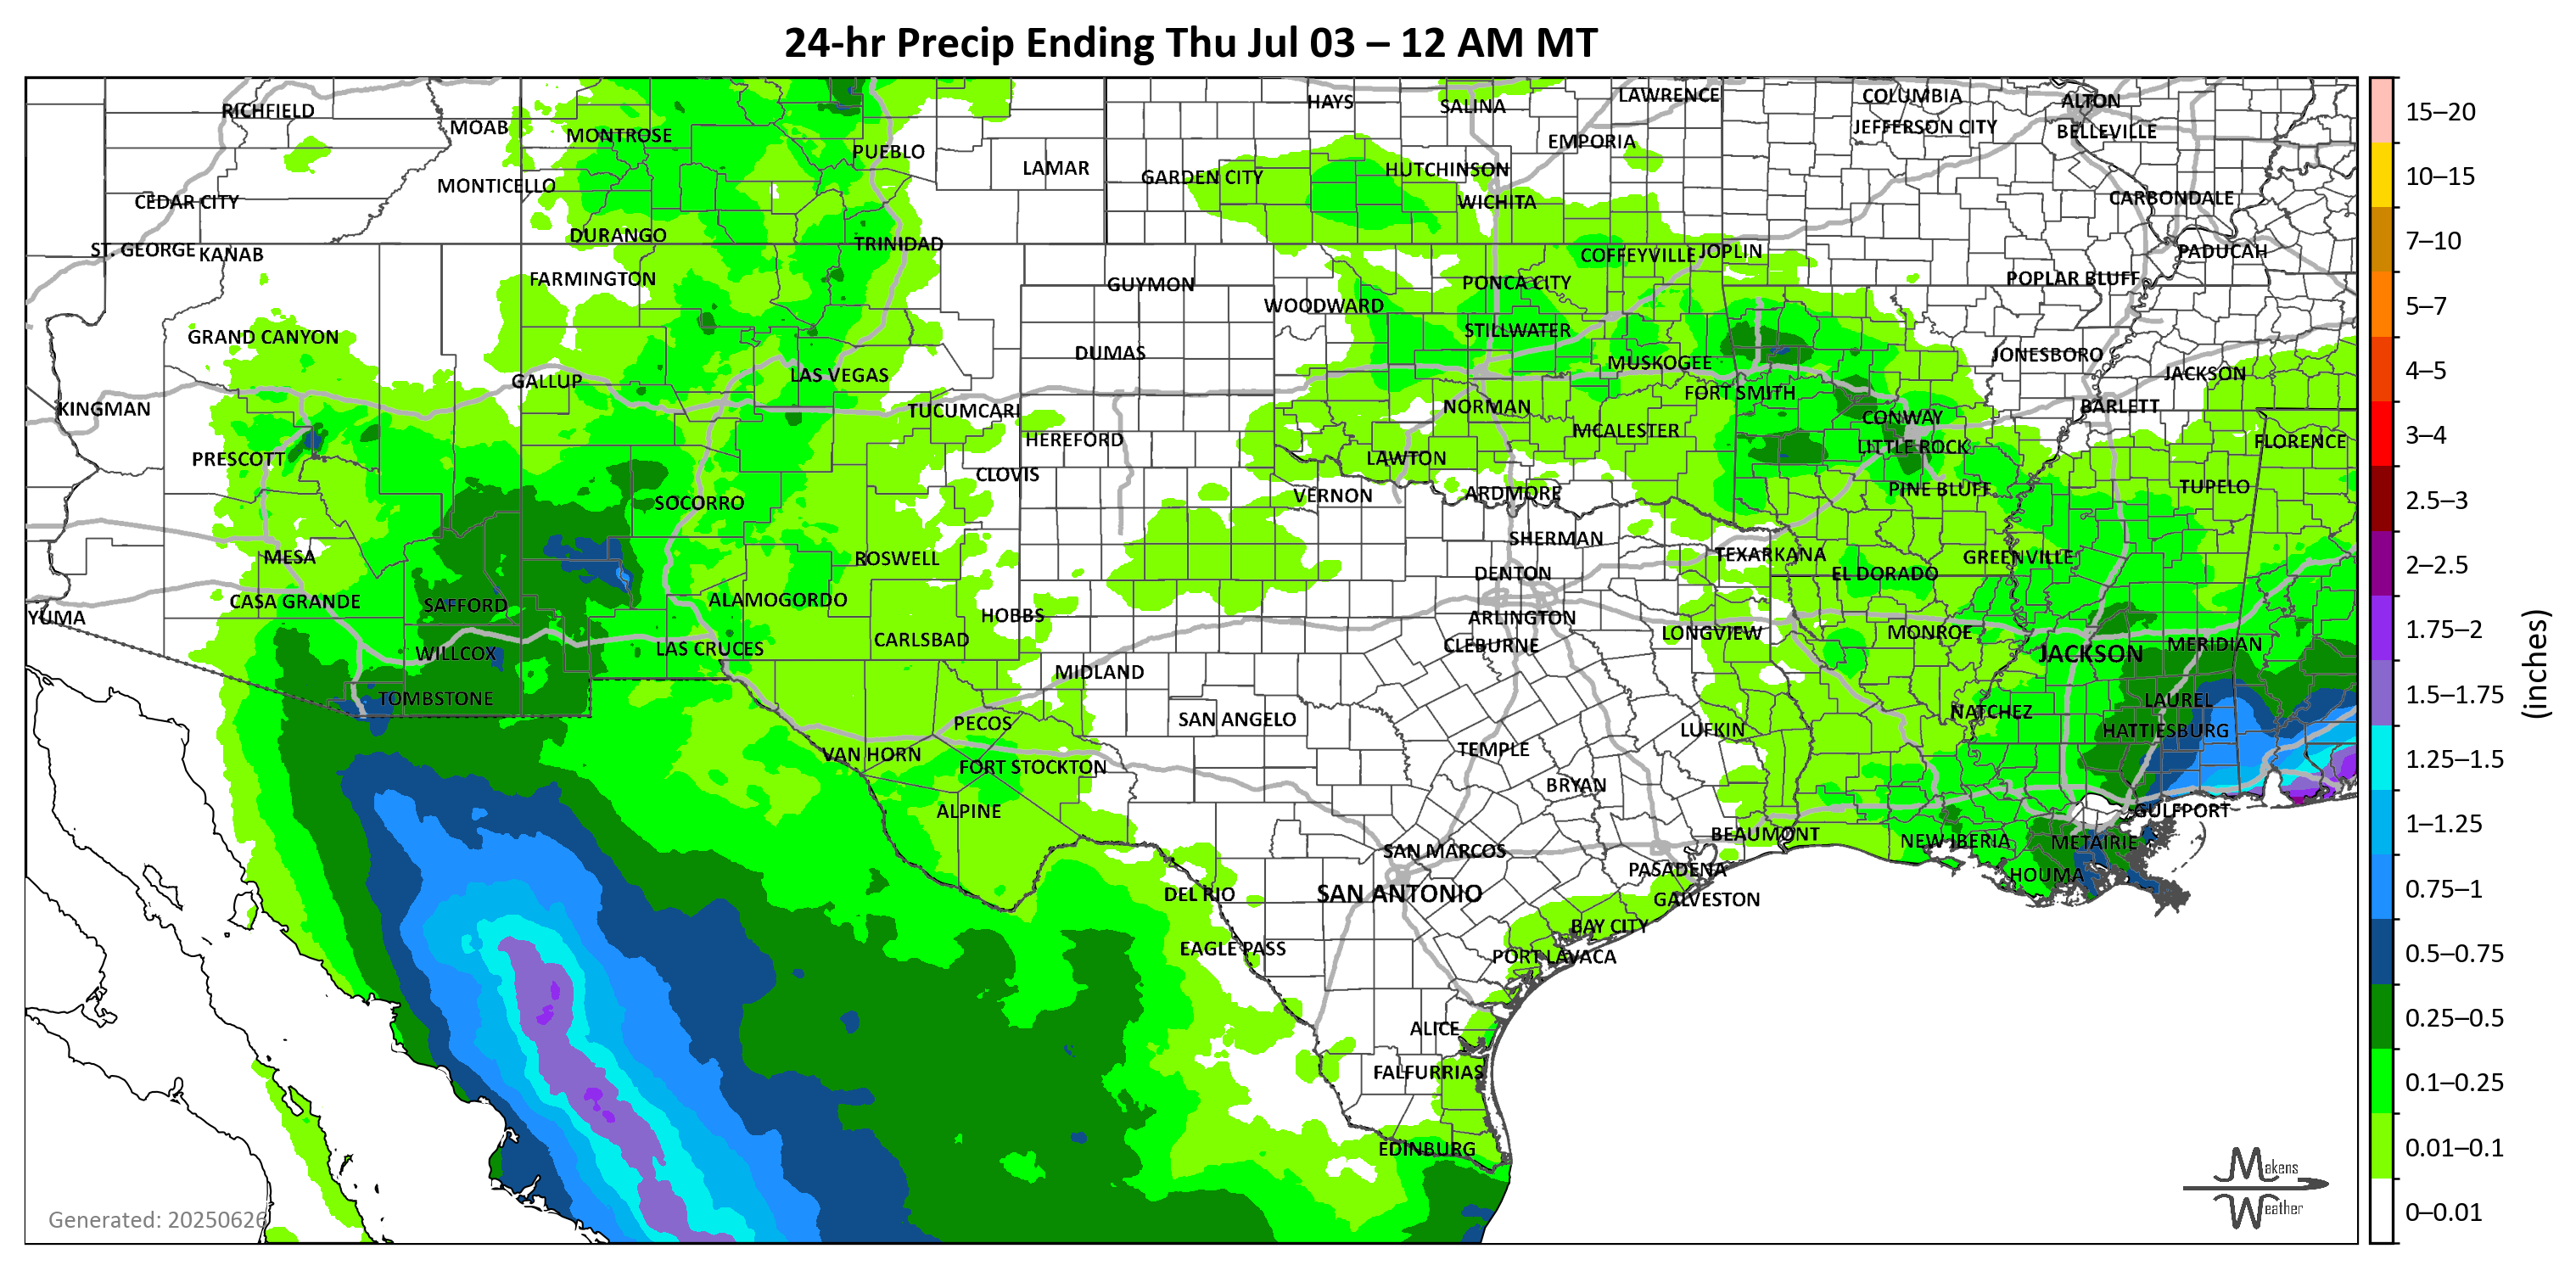 24-hr Precip Ending Thu Jul 03 – 12 AM MT
RICHFIELD
MOAB
MONTROSE
PUEBLO
LAMAR
HAYS
SALINA
LAWRENCE
EMPORIA
COLUMBIA
JEFFERSON CITY
ALTON
BELLEVILLE
MONTICELLO
CEDAR CITY
GARDEN CITY
HUTCHINSON
WICHITA
CARBONDALE
ST. GEORGE
KANAB
DURANGO
TRINIDAD
FARMINGTON
GUYMON
WOODWARD
PONCA CITY
COFFEYVILLE
JOPLIN
POPLAR BLUFF
PADUCAH
GRAND CANYON
STILLWATER
DUMAS
MUSKOGEE
JONESBORO
JACKSON
KINGMAN
GALLUP
LAS VEGAS
TUCUMCARI
FORT SMITH
NORMAN
CONWAY
BARLETT
PRESCOTT
HEREFORD
MCALESTER
LITTLE ROCK
FLORENCE
LAWTON
CLOVIS
SOCORRO
VERNON
ARDMORE
PINE BLUFF
TUPELO
MESA
ROSWELL
SHERMAN
TEXARKANA
GREENVILLE
DENTON
EL DORADO
CASA GRANDE
SAFFORD
ALAMOGORDO
HOBBS
ARLINGTON
YUMA
CARLSBAD
CLEBURNE
LONGVIEW
MONROE
JACKSON
MERIDIAN
WILLCOX
LAS CRUCES
MIDLAND
TOMBSTONE
PECOS
SAN ANGELO
LUFKIN
NATCHEZ
LAUREL
HATTIESBURG
VAN HORN
FORT STOCKTON
TEMPLE
BRYAN
ALPINE
GULFPORT
BEAUMONT
NEW IBERIA
METAIRIE
SAN MARCOS
PASADENA
HOUMA
DEL RIO
SAN ANTONIO
GALVESTON
BAY CITY
EAGLE PASS
PORT LAVACA
ALICE
FALFURRIAS
EDINBURG
Generated: 20250626
Makens
Weather
15–20
10–15
7–10
5–7
4–5
3–4
2.5–3
2–2.5
1.75–2
1.5–1.75
1.25–1.5
1–1.25
0.75–1
0.5–0.75
0.25–0.5
0.1–0.25
0.01–0.1
0–0.01
(inches)